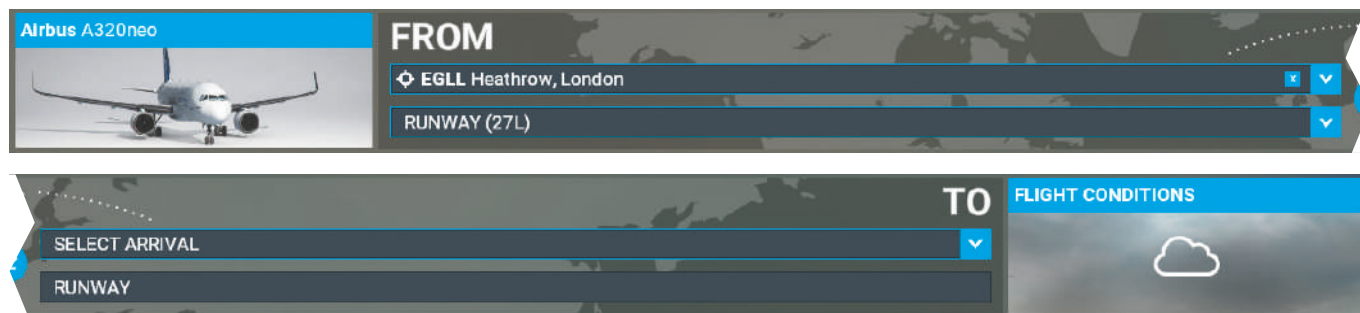 Airbus A320neo
FROM
EGLL Heathrow, London
x
RUNWAY (27L)
TO
FLIGHT CONDITIONS
SELECT ARRIVAL
RUNWAY